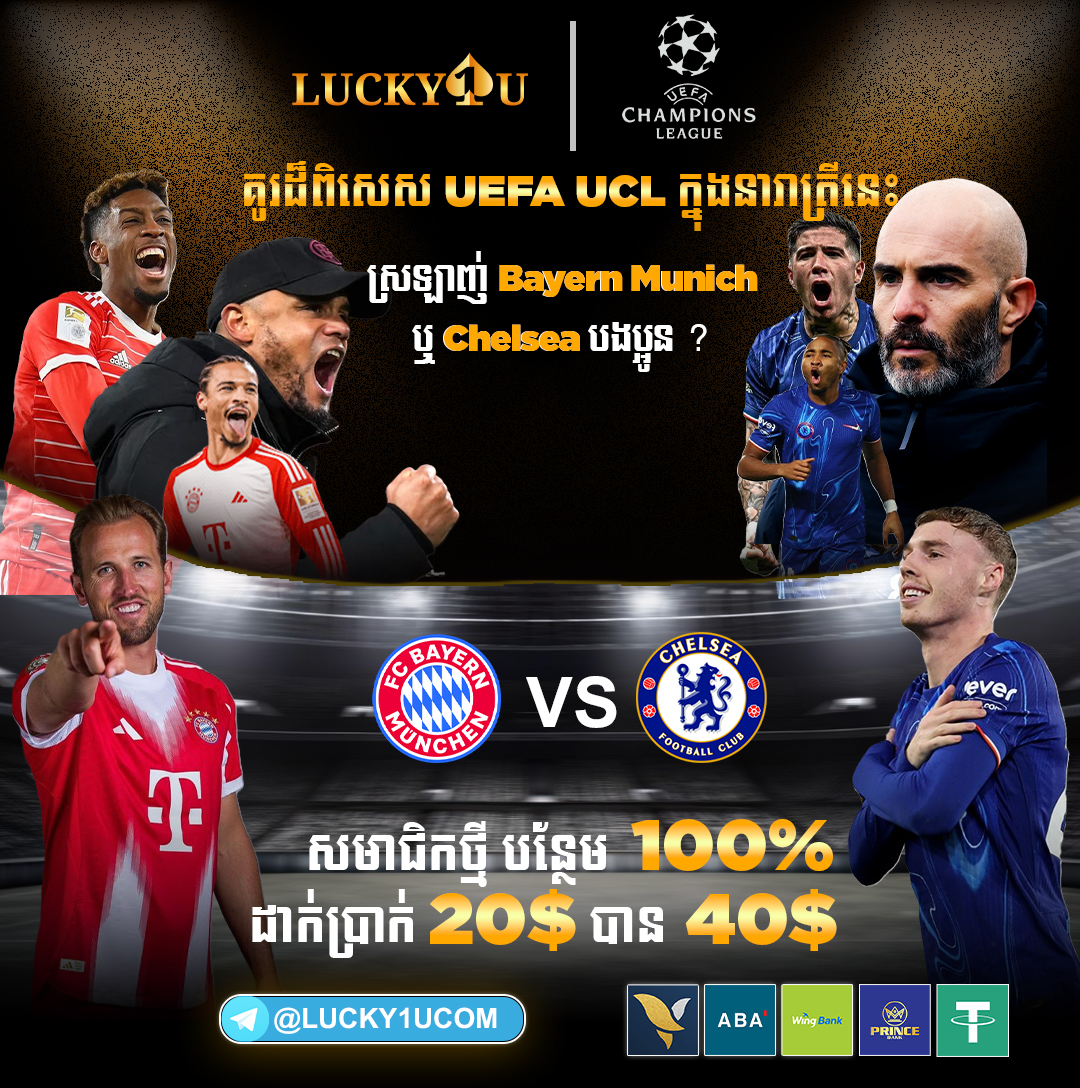 LUCKY1U
UEFA
CHAMPIONS
LEAGUE
គូរដ៏ពិសេស UEFA UCL ក្នុងនារាត្រីនេះ
ស្រឡាញ់ Bayern Munich
ឬ Chelsea បងប្អូន ?
FC BAYERN
MÜNCHEN
VS
CHELSEA
FOOTBALL CLUB
T
ever
.com
សមាជិកថ្មី បន្ថែម 100%
ដាក់ប្រាក់ 20$ បាន 40$
@LUCKY1UCOM
ABA'
Wing Bank
PRINCE
BANK